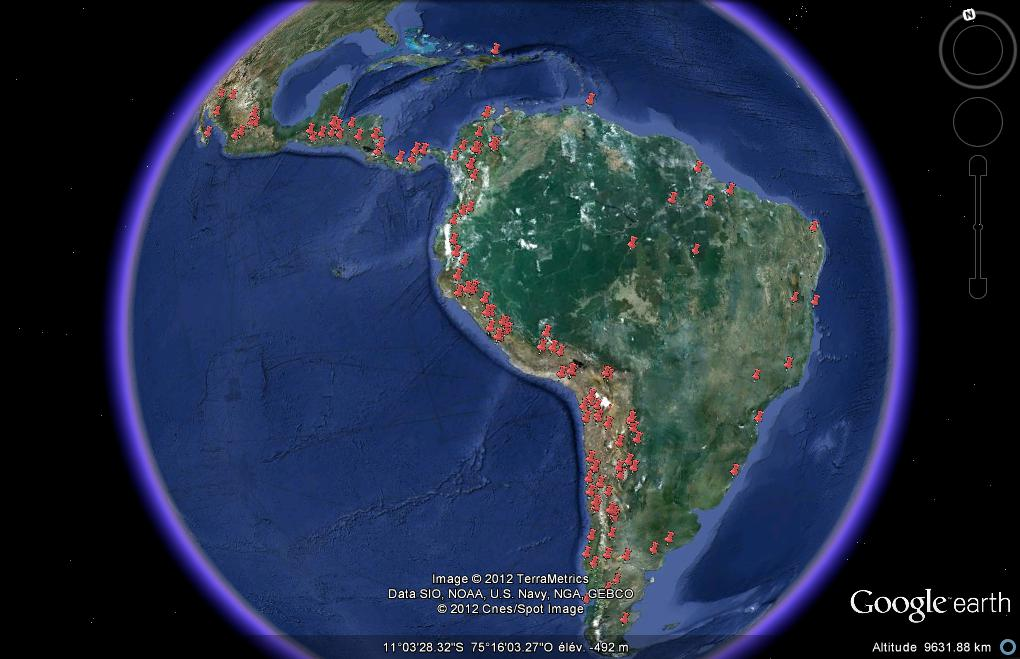 N
Image © 2012 TerraMetrics
Data SIO, NOAA, U.S. Navy, NGA, GEBCO
© 2012 Cnes/Spot Image
Google earth
11°03'28.32"S 75°16'03.27"O élév. -492 m
Altitude 9631.88 km